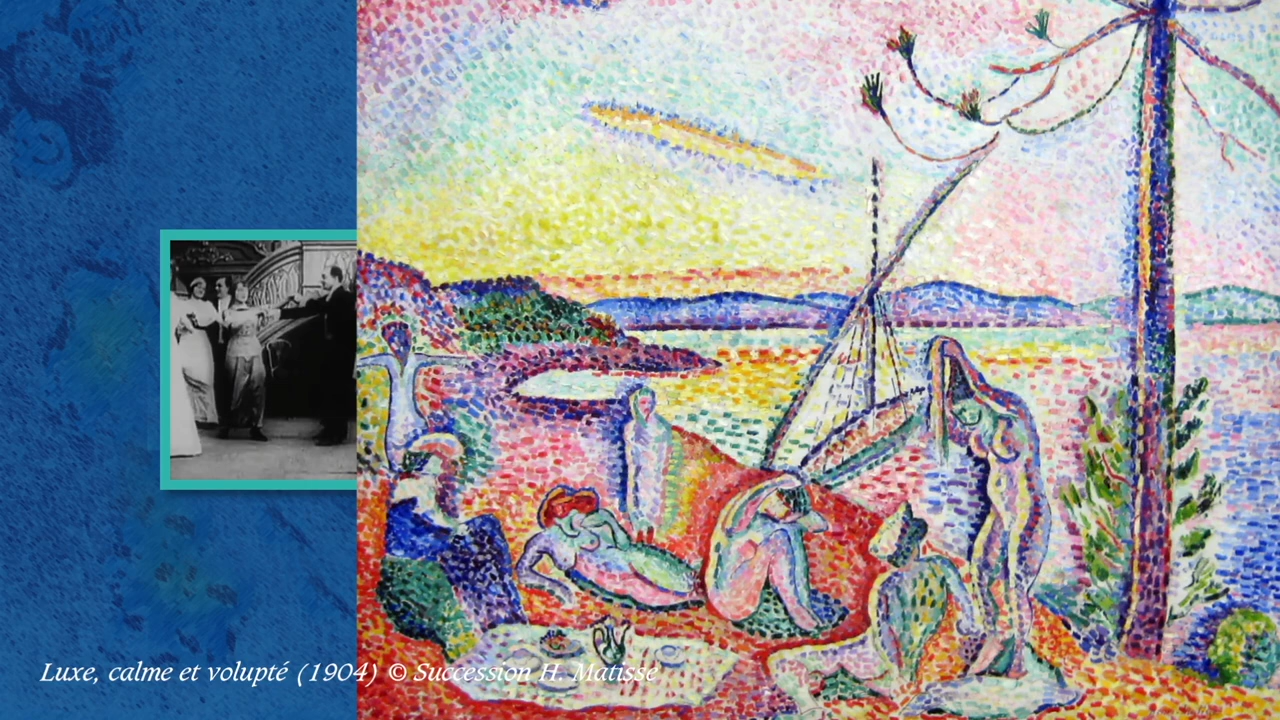 Luxe, calme et volupté (1904) © Succession H. Matisse